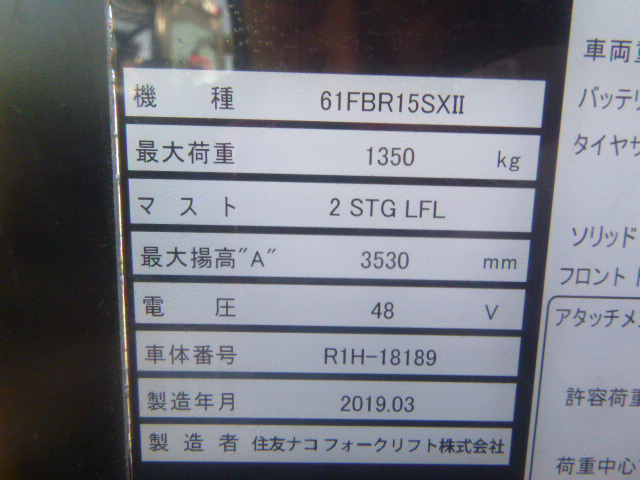 機種 61FBR15SXII
最大荷重 1350 kg
マスト 2 STG LFL
最大揚高"A" 3530 mm
電圧 48 V
車体番号 R1H-18189
製造年月 2019.03
製造者 住友ナコ フォークリフト株式会社
車両重
バッテリ
タイヤサ
ソリッド
フロント
アタッチメ
許容荷重
荷重中心